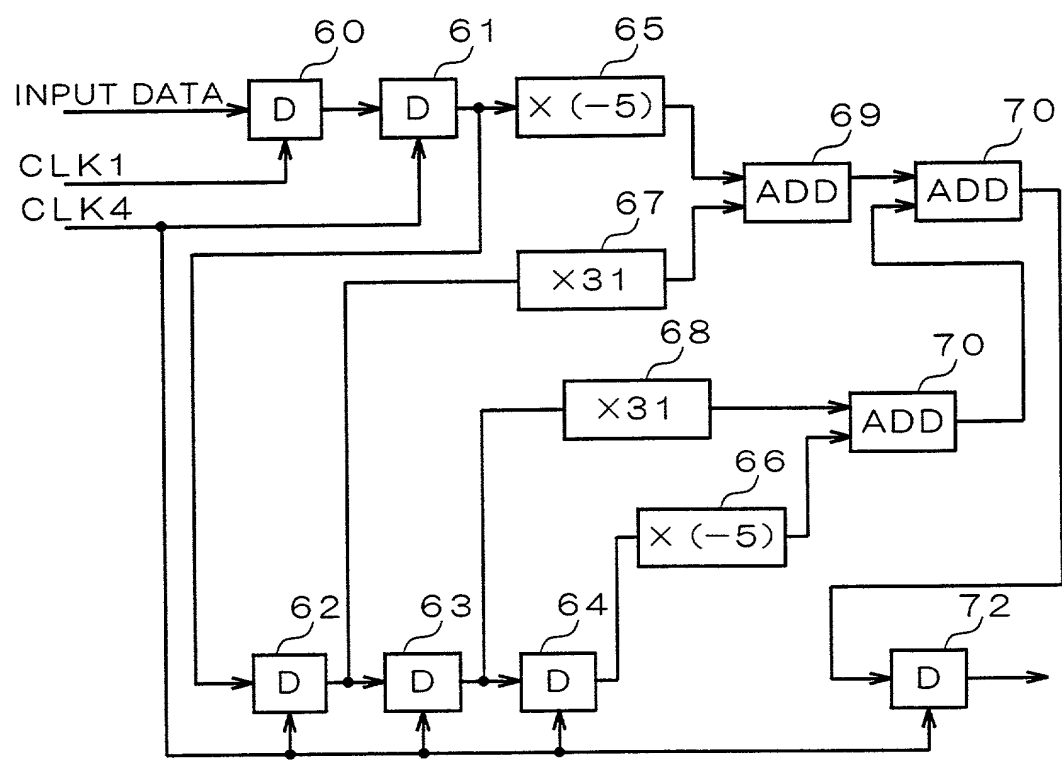 60
61
65
INPUT DATA
D
D
× (−5)
69
70
CLK1
ADD
ADD
CLK4
67
×31
68
70
×31
ADD
66
× (−5)
62
63
64
72
D
D
D
D